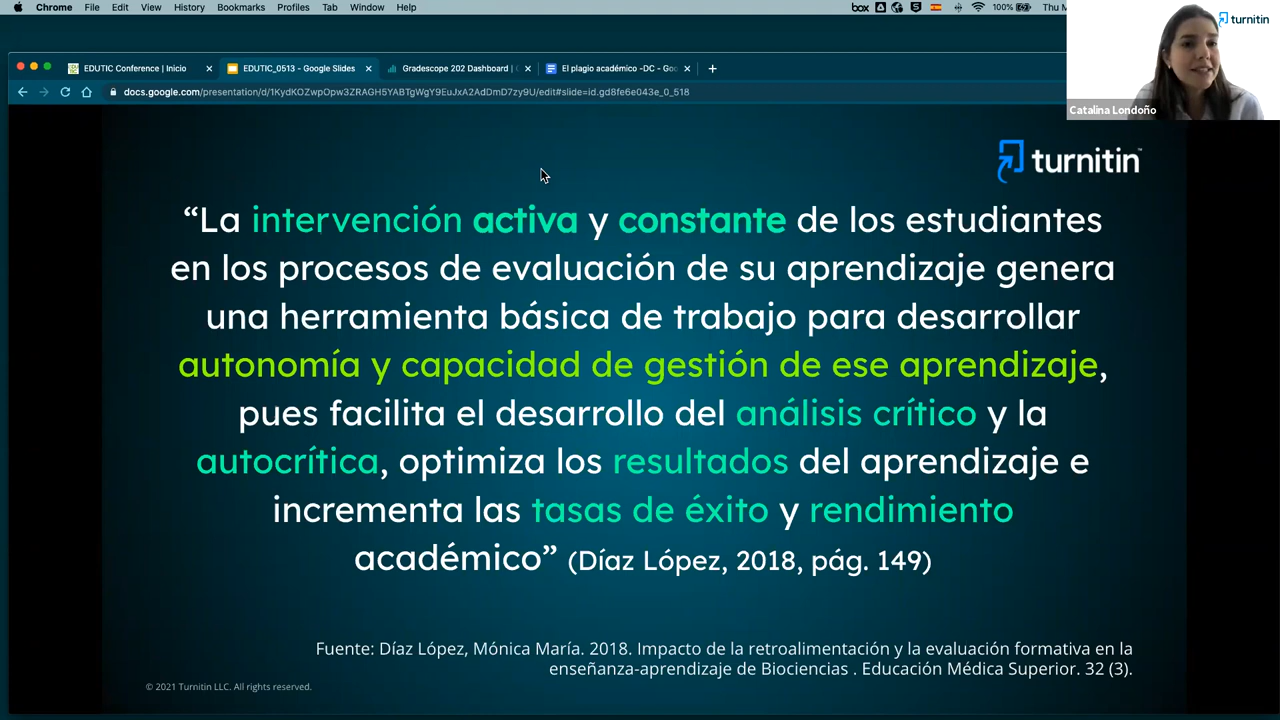 Chrome File Edit View History Bookmarks Profiles Tab Window Help
box 100% Thu M
turnitin
EDUTIC Conference | Inicio
EDUTIC_0513 - Google Slides
Gradescope 202 Dashboard |
El plagio académico -DC - Goo
docs.google.com/presentation/d/1KydKOZwpOpw3ZRAGH5YABTgWgY9EuJxA2AdDmD7zy9U/edit#slide=id.gd8fe6e043e_0_518
Catalina Londoño
turnitin™
“La intervención activa y constante de los estudiantes
en los procesos de evaluación de su aprendizaje genera
una herramienta básica de trabajo para desarrollar
autonomía y capacidad de gestión de ese aprendizaje,
pues facilita el desarrollo del análisis crítico y la
autocrítica, optimiza los resultados del aprendizaje e
incrementa las tasas de éxito y rendimiento
académico” (Díaz López, 2018, pág. 149)
Fuente: Díaz López, Mónica María. 2018. Impacto de la retroalimentación y la evaluación formativa en la
enseñanza-aprendizaje de Biociencias . Educación Médica Superior. 32 (3).
© 2021 Turnitin LLC. All rights reserved.